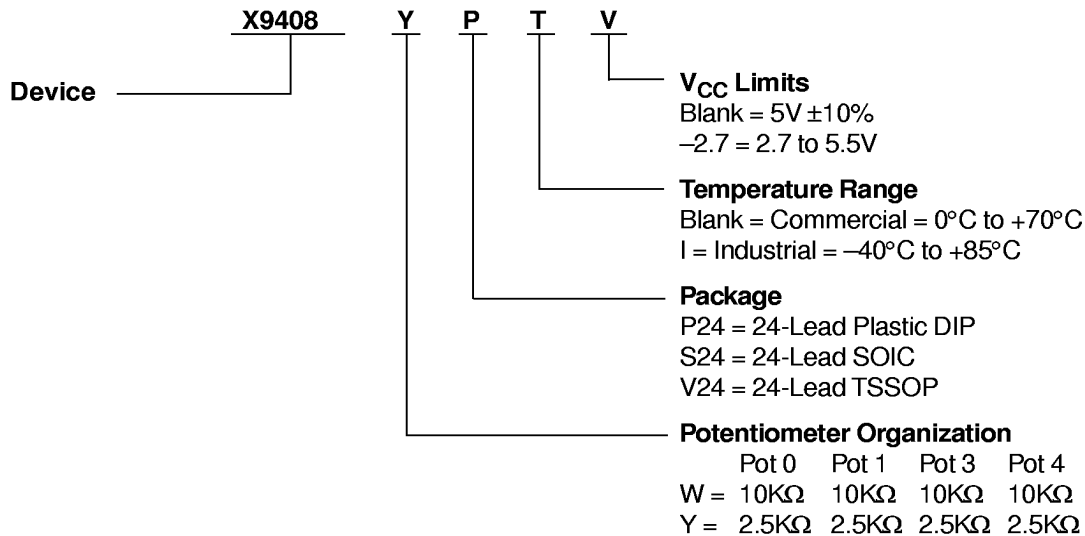 X9408 Y P T V
Device
VCC Limits
Blank = 5V ±10%
–2.7 = 2.7 to 5.5V
Temperature Range
Blank = Commercial = 0°C to +70°C
I = Industrial = –40°C to +85°C
Package
P24 = 24-Lead Plastic DIP
S24 = 24-Lead SOIC
V24 = 24-Lead TSSOP
Potentiometer Organization
Pot 0 Pot 1 Pot 3 Pot 4
W = 10KΩ 10KΩ 10KΩ 10KΩ
Y = 2.5KΩ 2.5KΩ 2.5KΩ 2.5KΩ